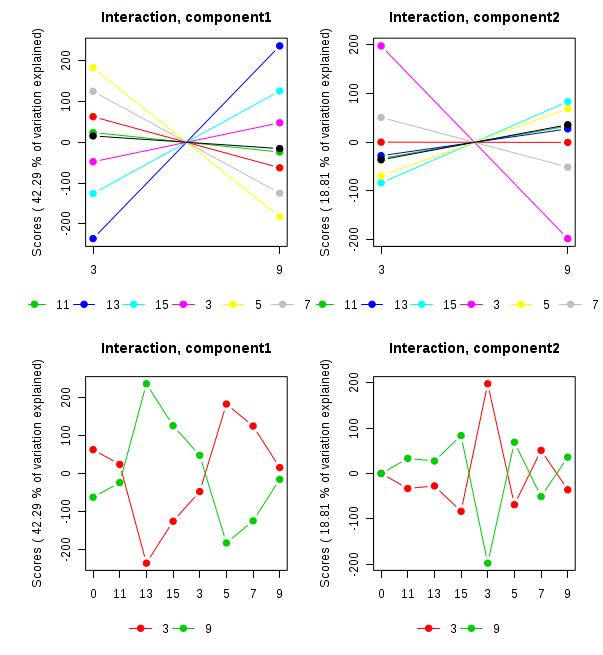 Interaction, component1
Scores ( 42.29 % of variation explained)
200
100
0
-100
-200
3 9
11 13 15 3 5 7
Interaction, component2
Scores ( 18.81 % of variation explained)
200
100
0
-100
-200
3 9
11 13 15 3 5 7
Interaction, component1
Scores ( 42.29 % of variation explained)
200
100
0
-100
-200
0 11 13 15 3 5 7 9
3 9
Interaction, component2
Scores ( 18.81 % of variation explained)
200
100
0
-100
-200
0 11 13 15 3 5 7 9
3 9